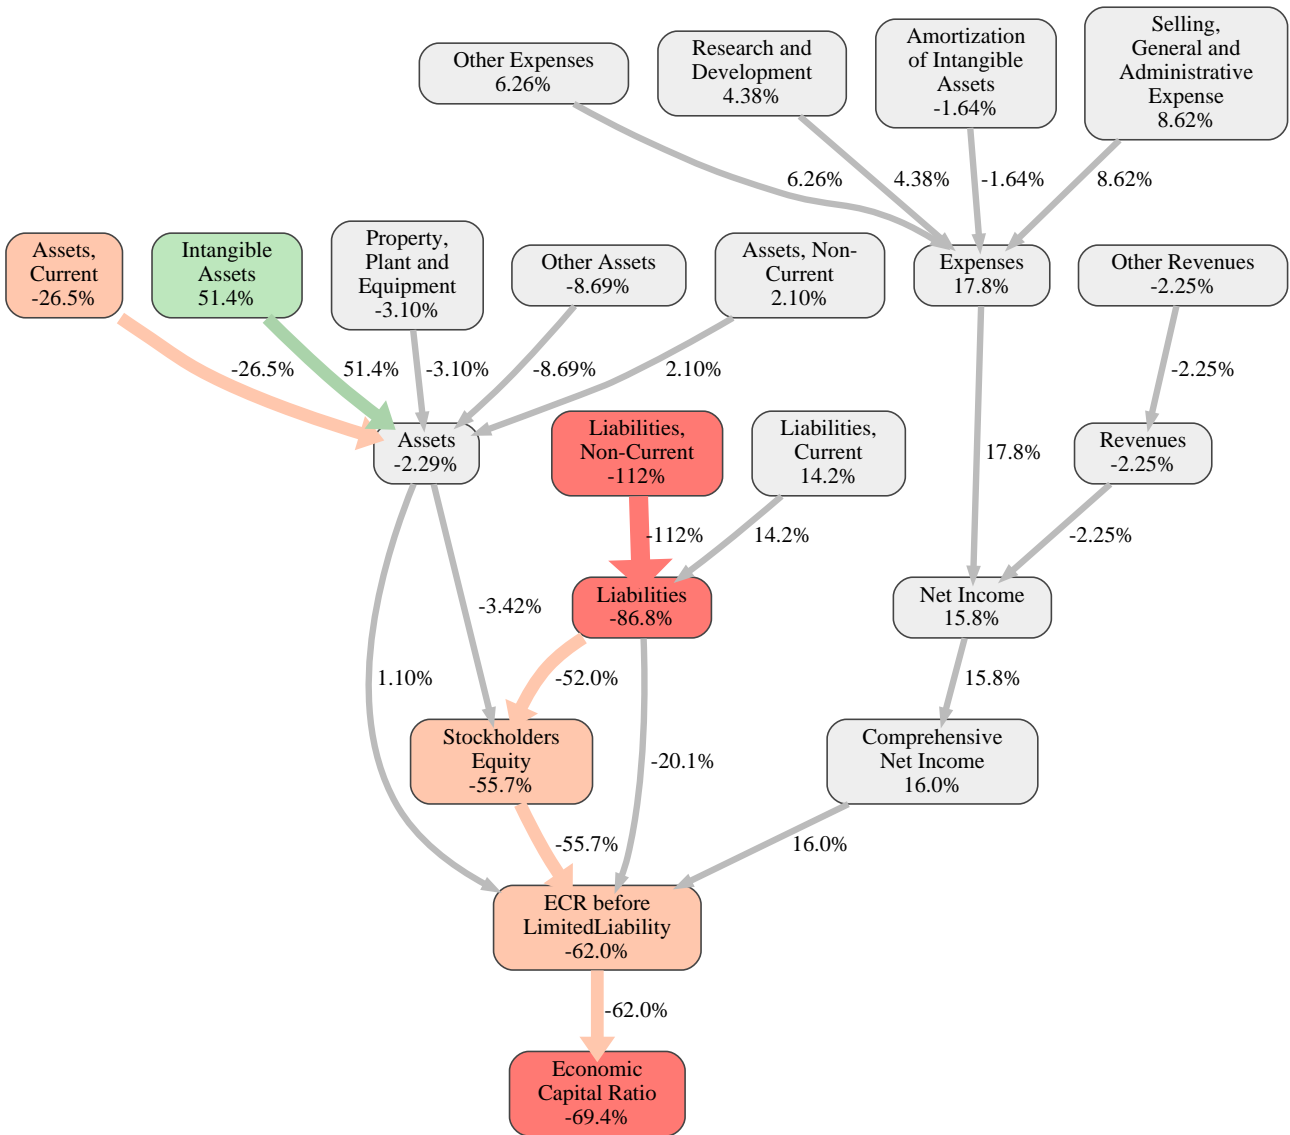 Other Expenses
6.26%
Research and
Development
4.38%
Amortization
of Intangible
Assets
-1.64%
Selling,
General and
Administrative
Expense
8.62%
6.26%
4.38%
-1.64%
8.62%
Assets,
Current
-26.5%
Intangible
Assets
51.4%
Property,
Plant and
Equipment
-3.10%
Other Assets
-8.69%
Assets, Non-
Current
2.10%
Expenses
17.8%
Other Revenues
-2.25%
-26.5%
51.4%
-3.10%
-8.69%
2.10%
-2.25%
Assets
-2.29%
Liabilities,
Non-Current
-112%
Liabilities,
Current
14.2%
17.8%
Revenues
-2.25%
-112%
14.2%
-2.25%
-3.42%
Liabilities
-86.8%
Net Income
15.8%
1.10%
-52.0%
-20.1%
15.8%
Stockholders
Equity
-55.7%
Comprehensive
Net Income
16.0%
-55.7%
16.0%
ECR before
LimitedLiability
-62.0%
-62.0%
Economic
Capital Ratio
-69.4%